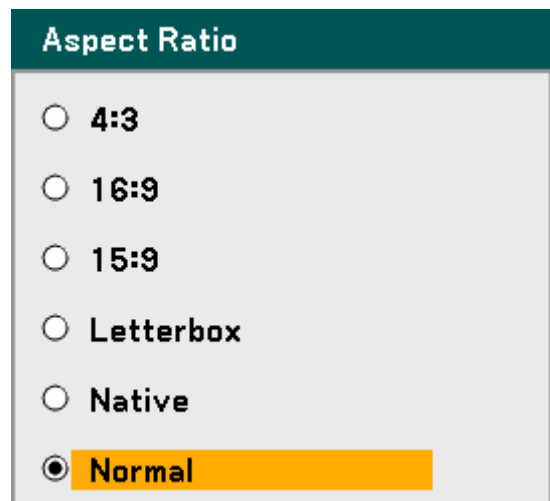 Aspect Ratio
4:3
16:9
15:9
Letterbox
Native
Normal